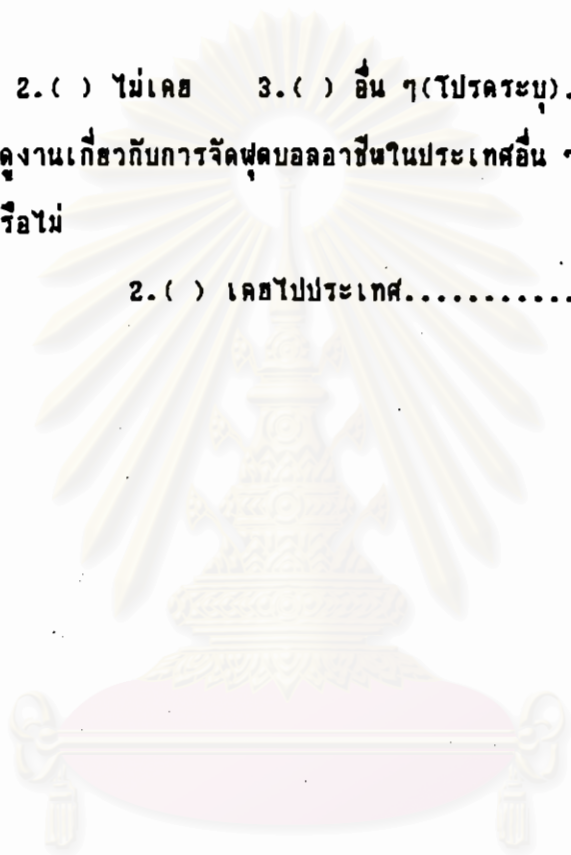 2.( ) ไม่เคย 3.( ) อื่น ๆ(โปรดระบุ).
ดูงานเกี่ยวกับการจัดฟุตบอลอาชีพในประเทศอื่น ๆ
รือไม่
2.( ) เคยไปประเทศ............